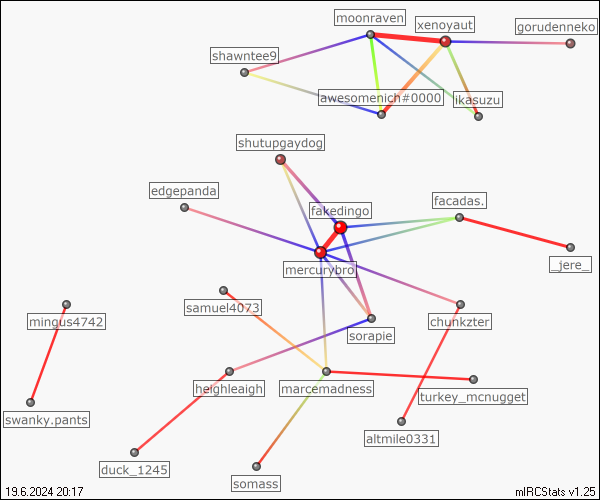 moonraven
xenoyaut
gorudenneko
shawntee9
awesomenich#0000
ikasuzu
shutupgaydog
edgepanda
facadas.
fakedingo
mercurybro
_jere_
samuel4073
mingus4742
chunkzter
sorapie
heighleaigh
marcemadness
turkey_mcnugget
swanky.pants
altmile0331
duck_1245
somass
19.6.2024 20:17
mIRCStats v1.25